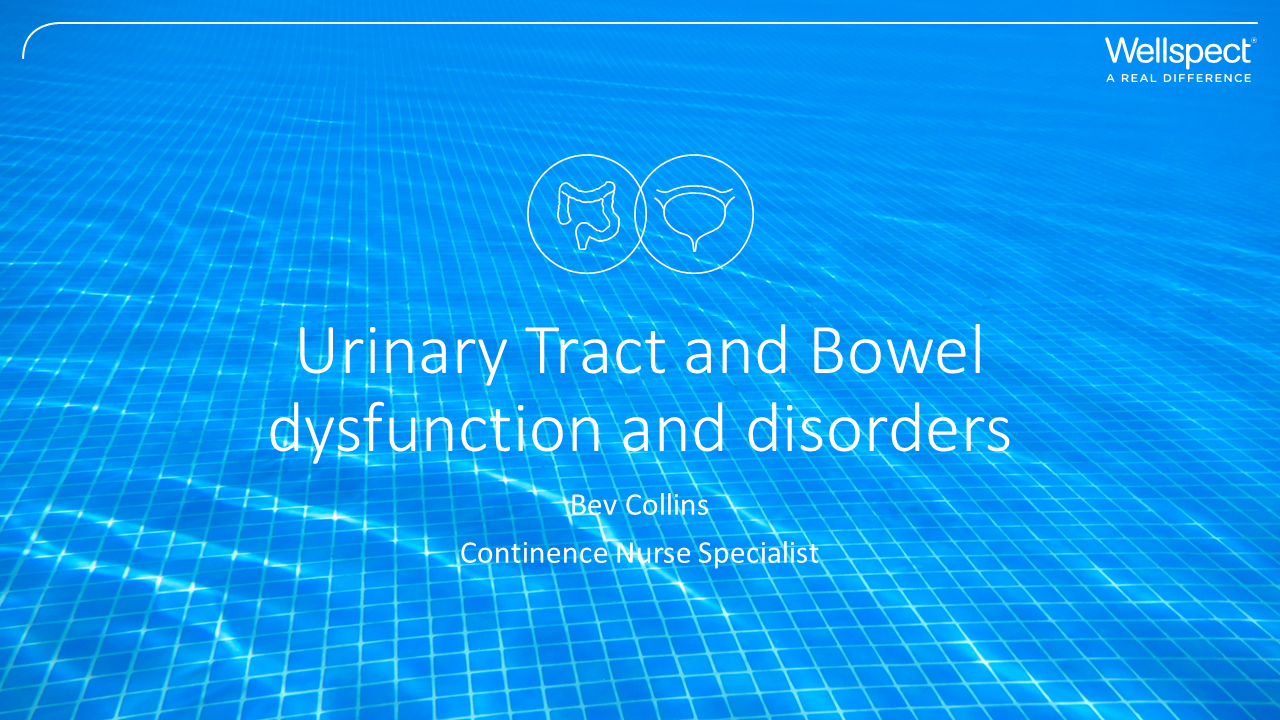 Wellspect®
A REAL DIFFERENCE
Urinary Tract and Bowel
dysfunction and disorders
Bev Collins
Continence Nurse Specialist